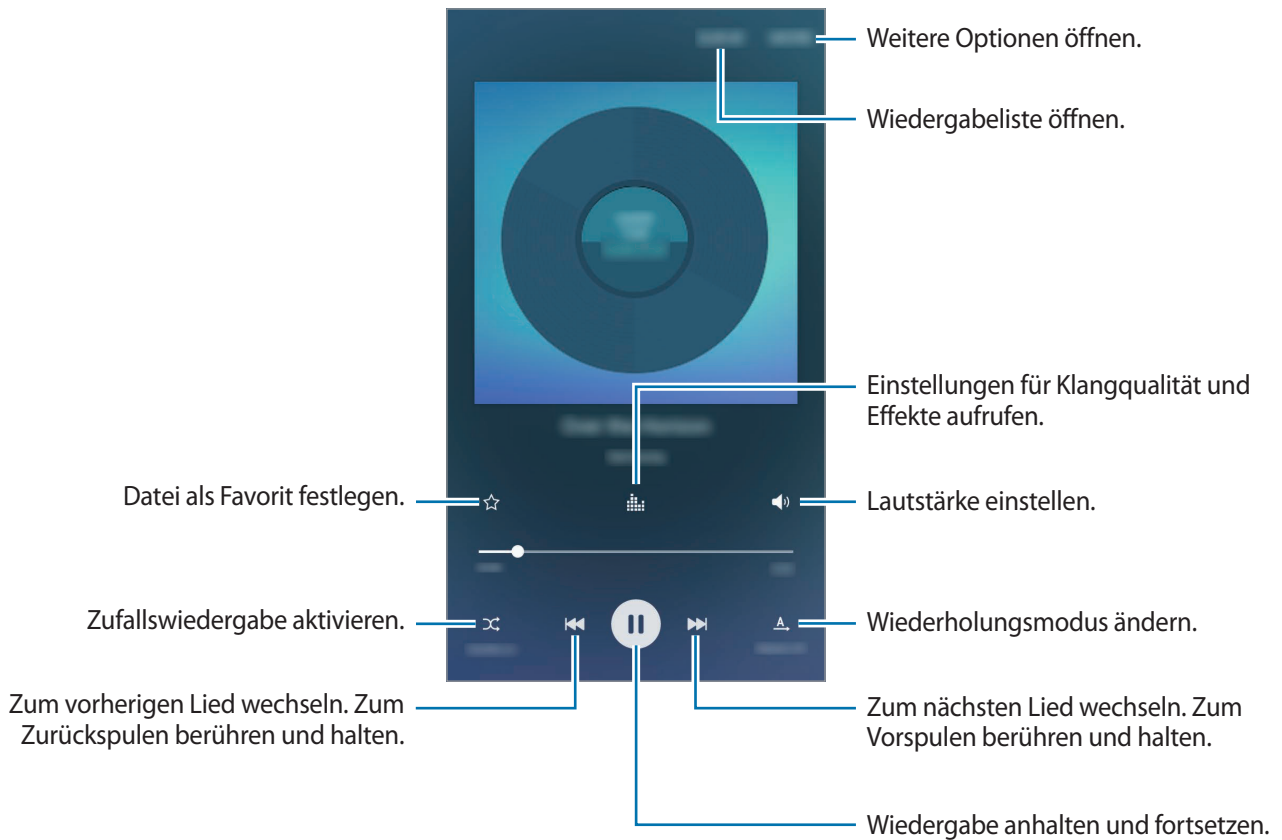 Weitere Optionen öffnen.
Wiedergabeliste öffnen.
Einstellungen für Klangqualität und
Effekte aufrufen.
Datei als Favorit festlegen.
Lautstärke einstellen.
Zufallswiedergabe aktivieren.
A
Wiederholungsmodus ändern.
Zum vorherigen Lied wechseln. Zum
Zurückspulen berühren und halten.
Zum nächsten Lied wechseln. Zum
Vorspulen berühren und halten.
Wiedergabe anhalten und fortsetzen.